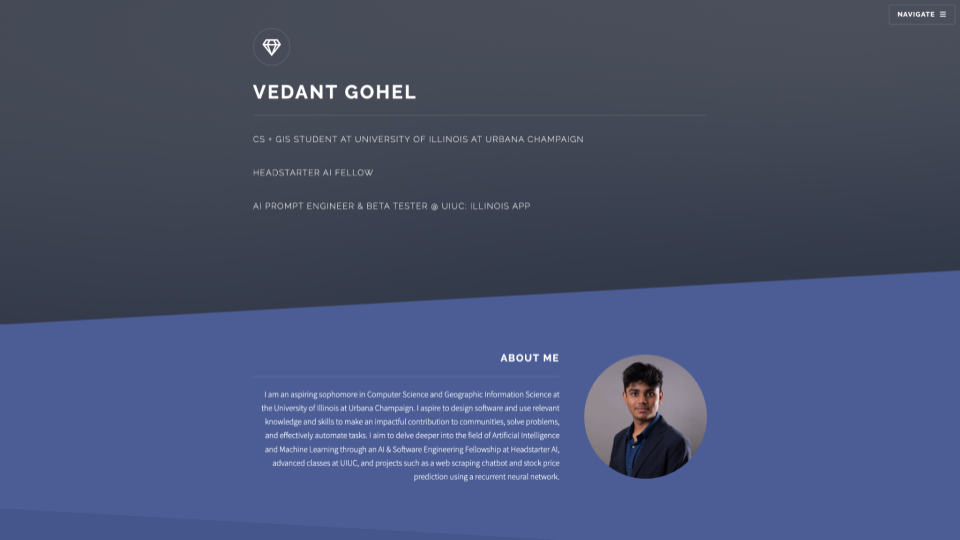 NAVIGATE
VEDANT GOHEL
CS + GIS STUDENT AT UNIVERSITY OF ILLINOIS AT URBANA CHAMPAIGN
HEADSTARTER AI FELLOW
AI PROMPT ENGINEER & BETA TESTER @ UIUC: ILLINOIS APP
ABOUT ME
I am an aspiring sophomore in Computer Science and Geographic Information Science at
the University of Illinois at Urbana Champaign. I aspire to design software and use relevant
knowledge and skills to make an impactful contribution to communities, solve problems,
and effectively automate tasks. I aim to delve deeper into the field of Artificial Intelligence
and Machine Learning through an AI & Software Engineering Fellowship at Headstarter AI,
advanced classes at UIUC, and projects such as a web scraping chatbot and stock price
prediction using a recurrent neural network.